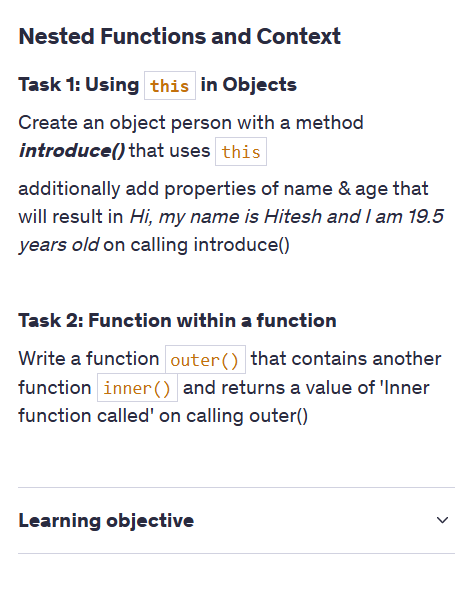 Nested Functions and Context
Task 1: Using this in Objects
Create an object person with a method
introduce() that uses this
additionally add properties of name & age that
will result in Hi, my name is Hitesh and I am 19.5
years old on calling introduce()
Task 2: Function within a function
Write a function outer() that contains another
function inner() and returns a value of 'Inner
function called' on calling outer()
Learning objective